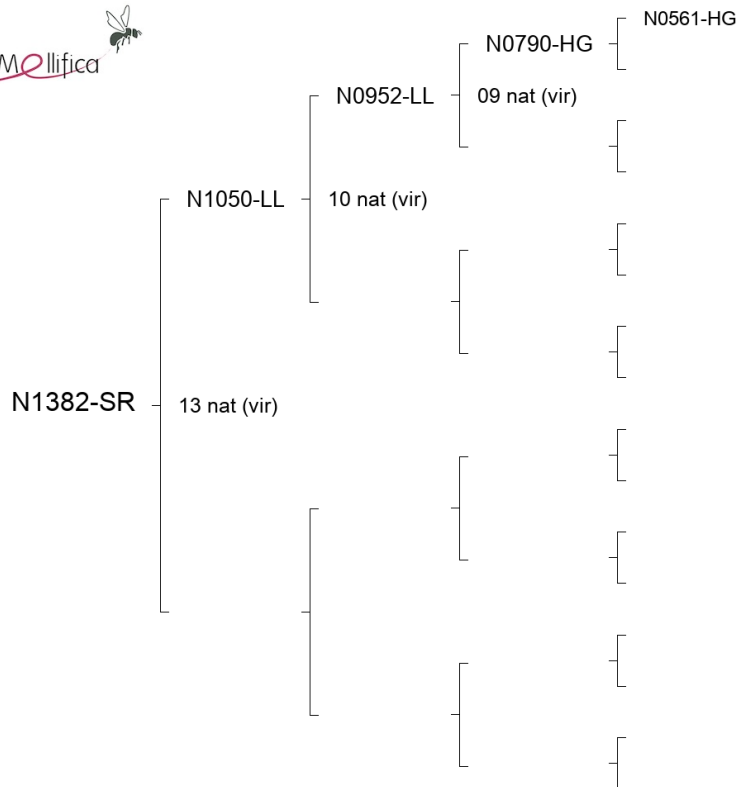 Mellifica
N0561-HG
N0790-HG
N0952-LL
09 nat (vir)
N1050-LL
10 nat (vir)
N1382-SR
13 nat (vir)